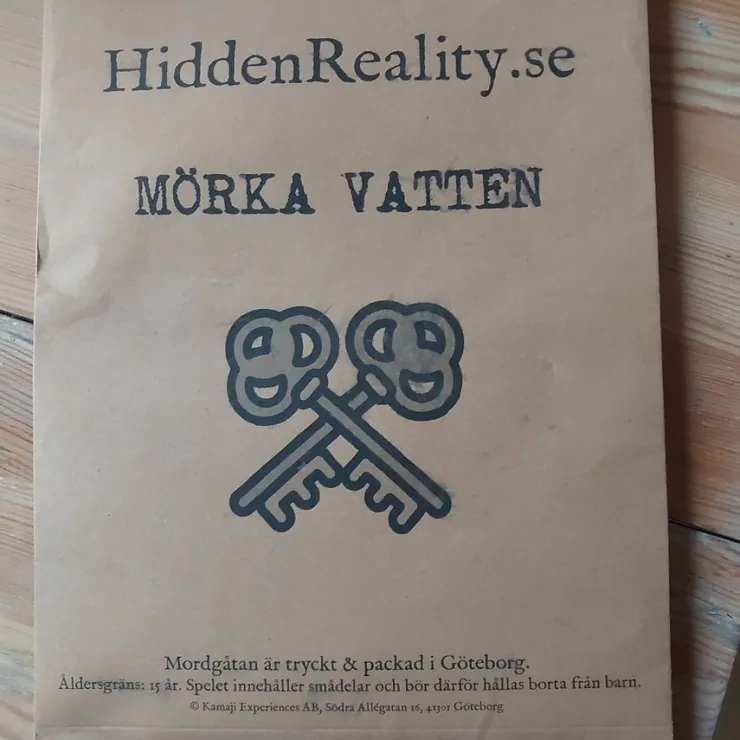 HiddenReality.se
MÖRKA VATTEN
Mordgåtan är tryckt & packad i Göteborg.
Åldersgräns: 15 år. Spelet innehåller smådelar och bör därför hållas borta från barn.
© Kamaji Experiences AB, Södra Allégatan 16, 41301 Göteborg